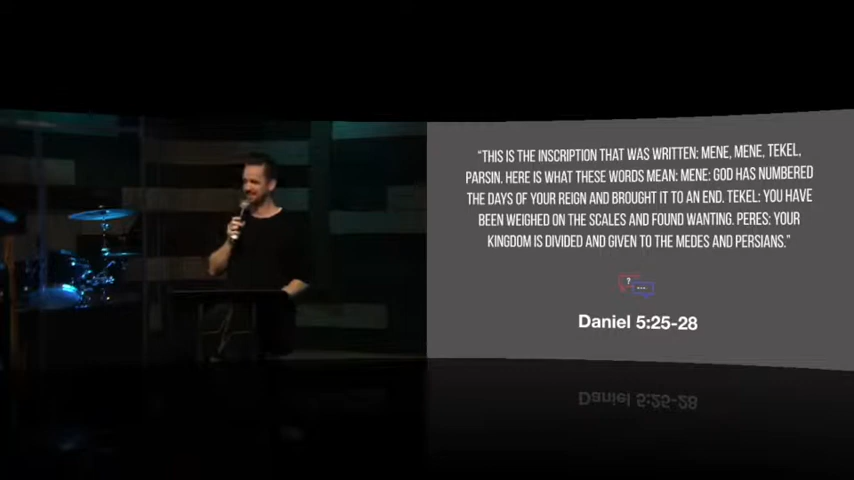 "THIS IS THE INSCRIPTION THAT WAS WRITTEN: MENE, MENE, TEKEL,
PARSIN. HERE IS WHAT THESE WORDS MEAN: MENE: GOD HAS NUMBERED
THE DAYS OF YOUR REIGN AND BROUGHT IT TO AN END. TEKEL: YOU HAVE
BEEN WEIGHED ON THE SCALES AND FOUND WANTING. PERES: YOUR
KINGDOM IS DIVIDED AND GIVEN TO THE MEDES AND PERSIANS."
?
Daniel 5:25-28